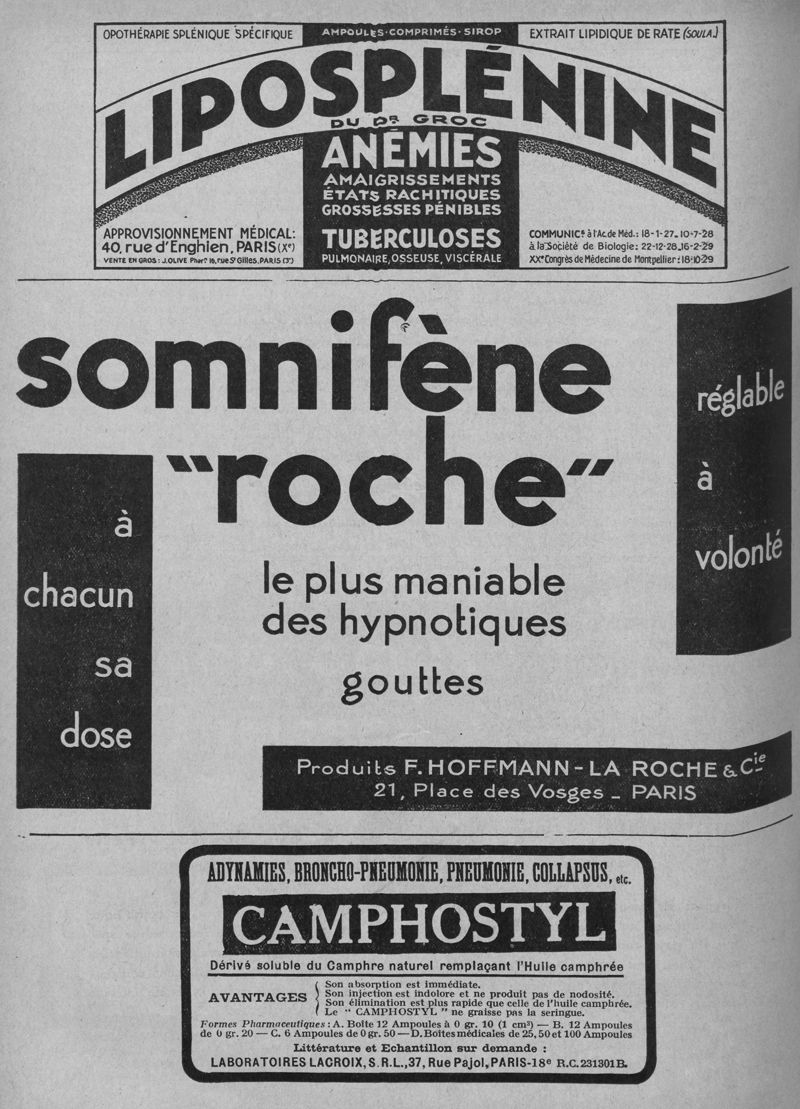 OPOTHÉRAPIE SPLÉNIQUE SPÉCIFIQUE
AMPOULES·COMPRIMÉS·SIROP
EXTRAIT LIPIDIQUE DE RATE (SOULA.)
LIPOSPLÉNINE
DU DR. GROC
ANÉMIES
AMAIGRISSEMENTS
ÉTATS RACHITIQUES
GROSSESSES PÉNIBLES
TUBERCULOSES
PULMONAIRE, OSSEUSE, VISCÉRALE
APPROVISIONNEMENT MÉDICAL:
40, rue d'Enghien, PARIS (Xe)
VENTE EN GROS: J. OLIVE Pharn 16, rue St Gilles, PARIS (3e)
COMMUNICs à l'Ac. de Méd.: 18-1-27_10-7-28
à la Société de Biologie: 22-12-28_16-2-29
XXe Congrès de Médecine de Montpellier: 18-10-29
somnifène
"roche"
réglable
à
volonté
à
chacun
sa
dose
le plus maniable
des hypnotiques
gouttes
Produits F. HOFFMANN - LA ROCHE & Cie
21, Place des Vosges _ PARIS
ADYNAMIES, BRONCHO-PNEUMONIE, PNEUMONIE, COLLAPSUS, etc.
CAMPHOSTYL
Dérivé soluble du Camphre naturel remplaçant l'Huile camphrée
AVANTAGES
Son absorption est immédiate.
Son injection est indolore et ne produit pas de nodosité.
Son élimination est plus rapide que celle de l'huile camphrée.
Le " CAMPHOSTYL " ne graisse pas la seringue.
Formes Pharmaceutiques: A. Boîte 12 Ampoules à 0 gr. 10 (1 cm³) — B. 12 Ampoules
de 0 gr. 20 — C. 6 Ampoules de 0 gr. 50 — D. Boîtes médicales de 25, 50 et 100 Ampoules
Littérature et Echantillon sur demande :
LABORATOIRES LACROIX, S.R.L., 37, Rue Pajol, PARIS-18e R.C. 231301 B.